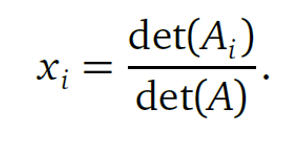 x_i = det(A_i) / det(A).